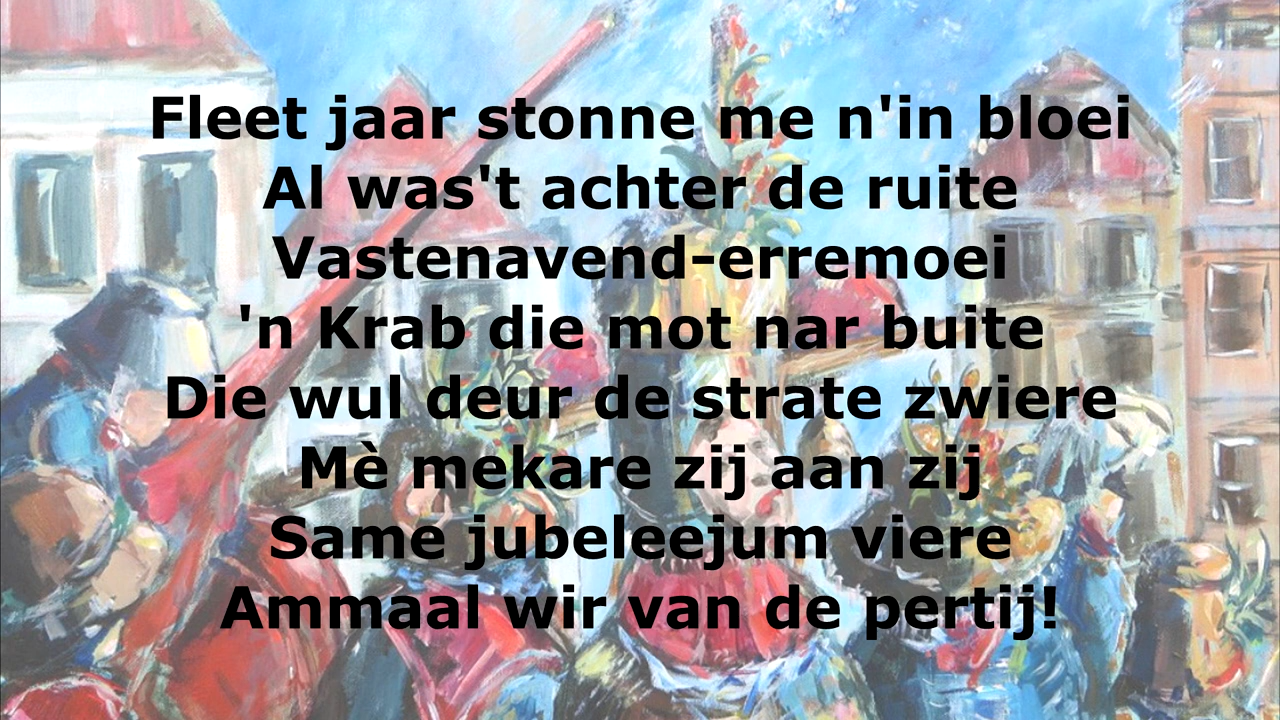 Fleet jaar stonne me n'in bloei
Al was't achter de ruite
Vastenavend-erremoei
'n Krab die mot nar buite
Die wul deur de strate zwiere
Mè mekare zij aan zij
Same jubeleejum viere
Ammaal wir van de pertij!